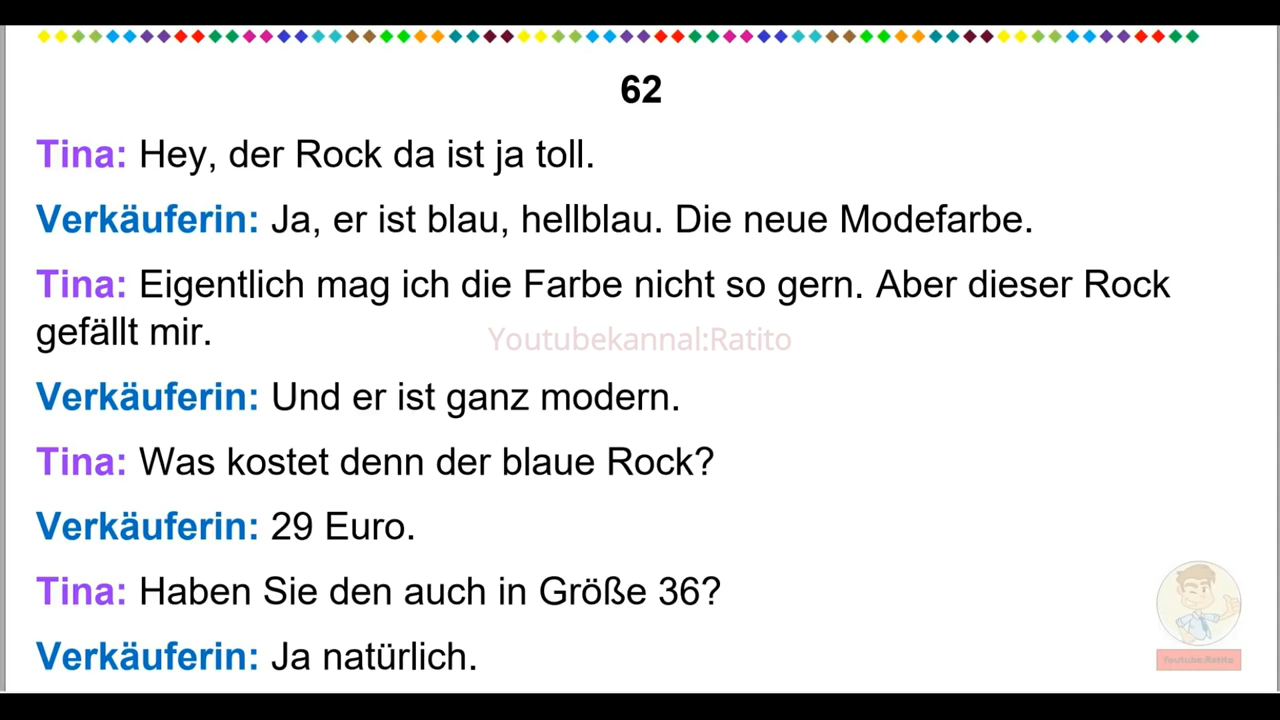 62
Tina: Hey, der Rock da ist ja toll.
Verkäuferin: Ja, er ist blau, hellblau. Die neue Modefarbe.
Tina: Eigentlich mag ich die Farbe nicht so gern. Aber dieser Rock
gefällt mir.
Youtubekannal:Ratito
Verkäuferin: Und er ist ganz modern.
Tina: Was kostet denn der blaue Rock?
Verkäuferin: 29 Euro.
Tina: Haben Sie den auch in Größe 36?
Verkäuferin: Ja natürlich.
Youtube:Ratito